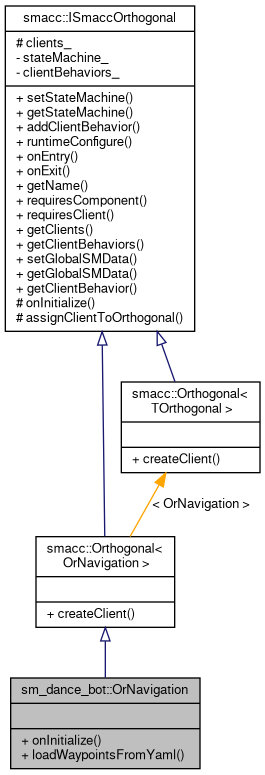 smacc::ISmaccOrthogonal
# clients_
- stateMachine_
- clientBehaviors_
+ setStateMachine()
+ getStateMachine()
+ addClientBehavior()
+ runtimeConfigure()
+ onEntry()
+ onExit()
+ getName()
+ requiresComponent()
+ requiresClient()
+ getClients()
+ getClientBehaviors()
+ setGlobalSMData()
+ getGlobalSMData()
+ getClientBehavior()
# onInitialize()
# assignClientToOrthogonal()
smacc::Orthogonal<
TOrthogonal >
+ createClient()
< OrNavigation >
smacc::Orthogonal<
OrNavigation >
+ createClient()
sm_dance_bot::OrNavigation
+ onInitialize()
+ loadWaypointsFromYaml()